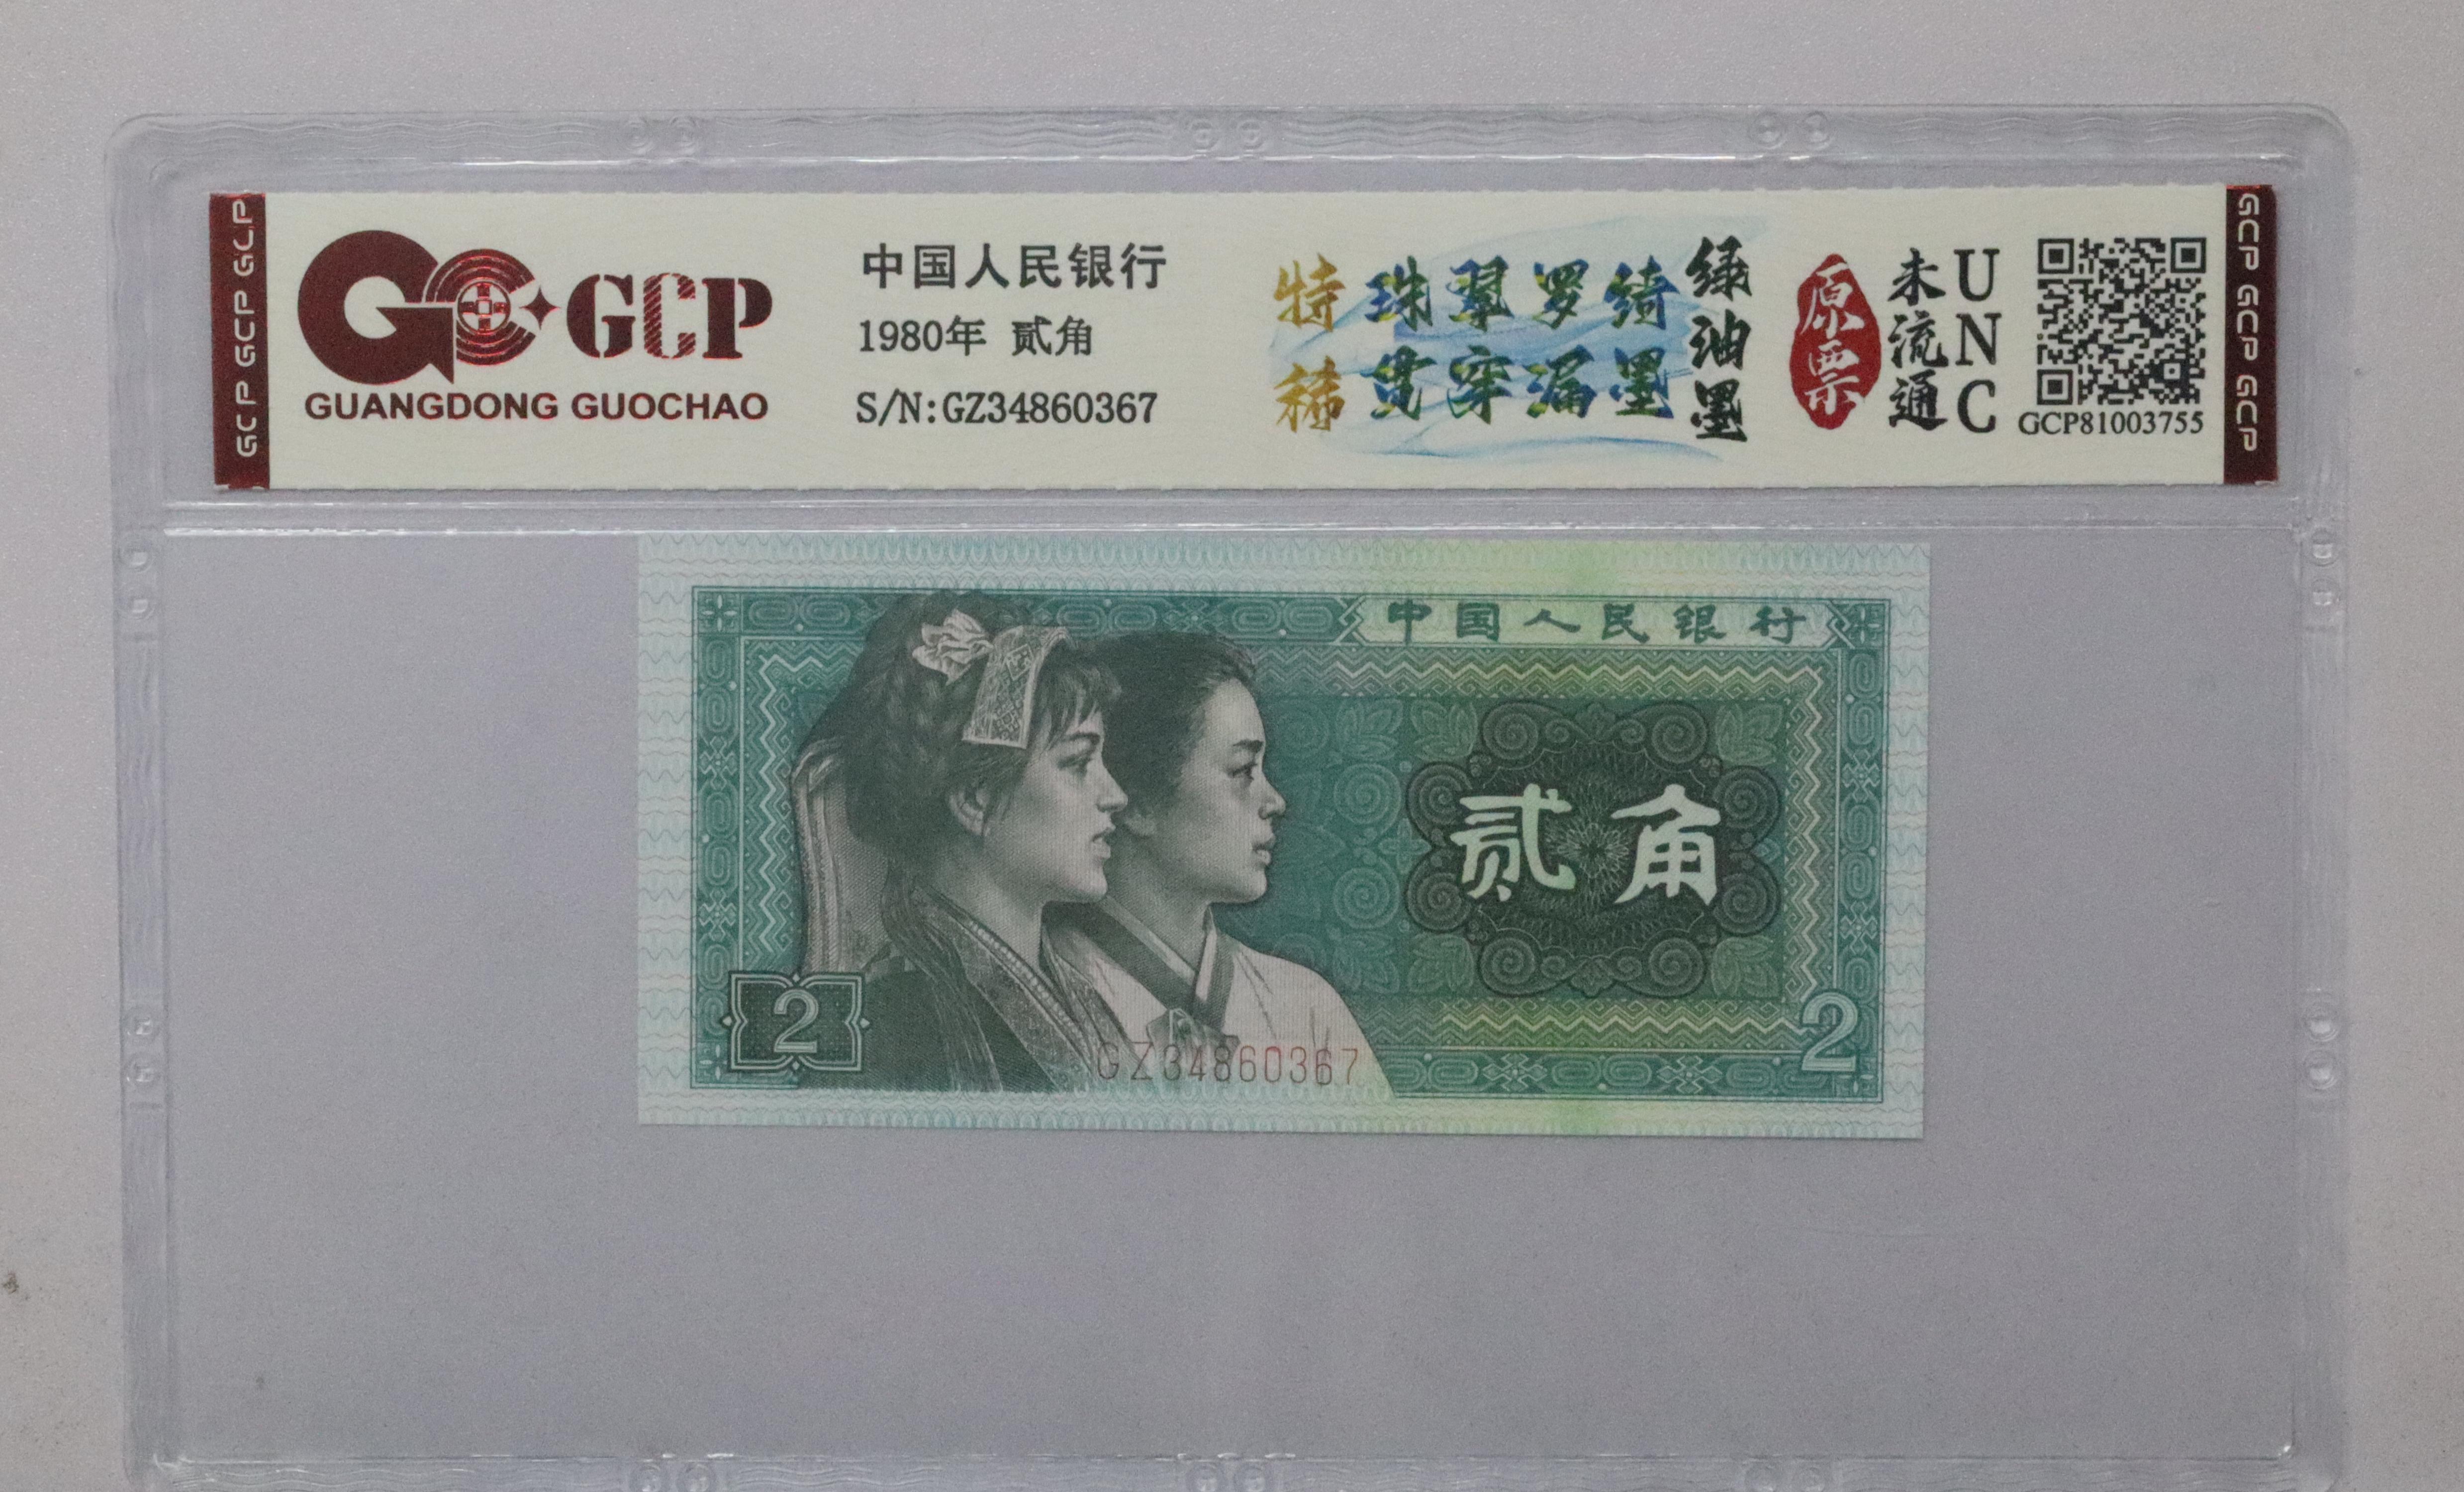 GCP GCP GCP
GCP
GUANGDONG GUOCHAO
中国人民银行
1980年 贰角
S/N:GZ34860367
特稀
珠翠罗绮
贯穿漏墨
绿油墨
原票
未流通
UNC
GCP81003755
GCP GCP GCP
中国人民银行
贰角
2
GZ34860367
2